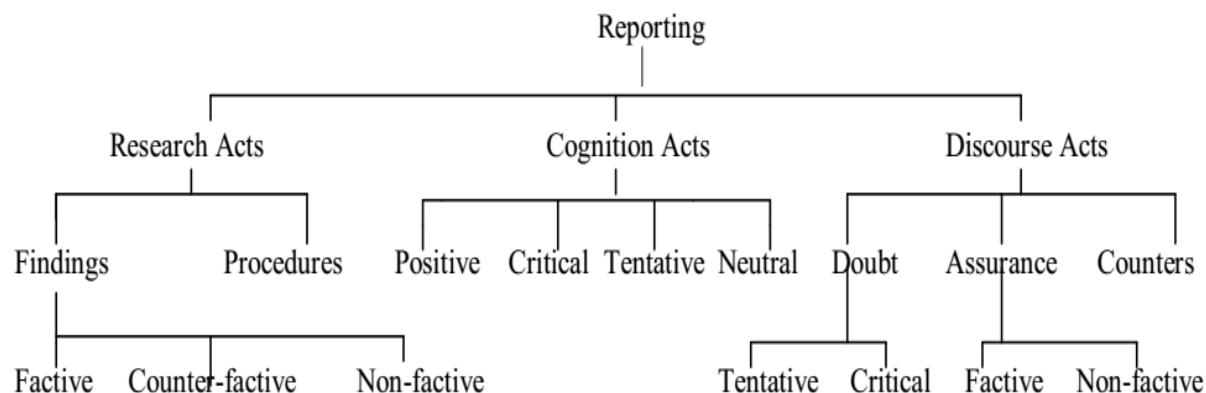 Reporting
Research Acts Cognition Acts Discourse Acts
Findings Procedures Positive Critical Tentative Neutral Doubt Assurance Counters
Factive Counter-factive Non-factive Tentative Critical Factive Non-factive